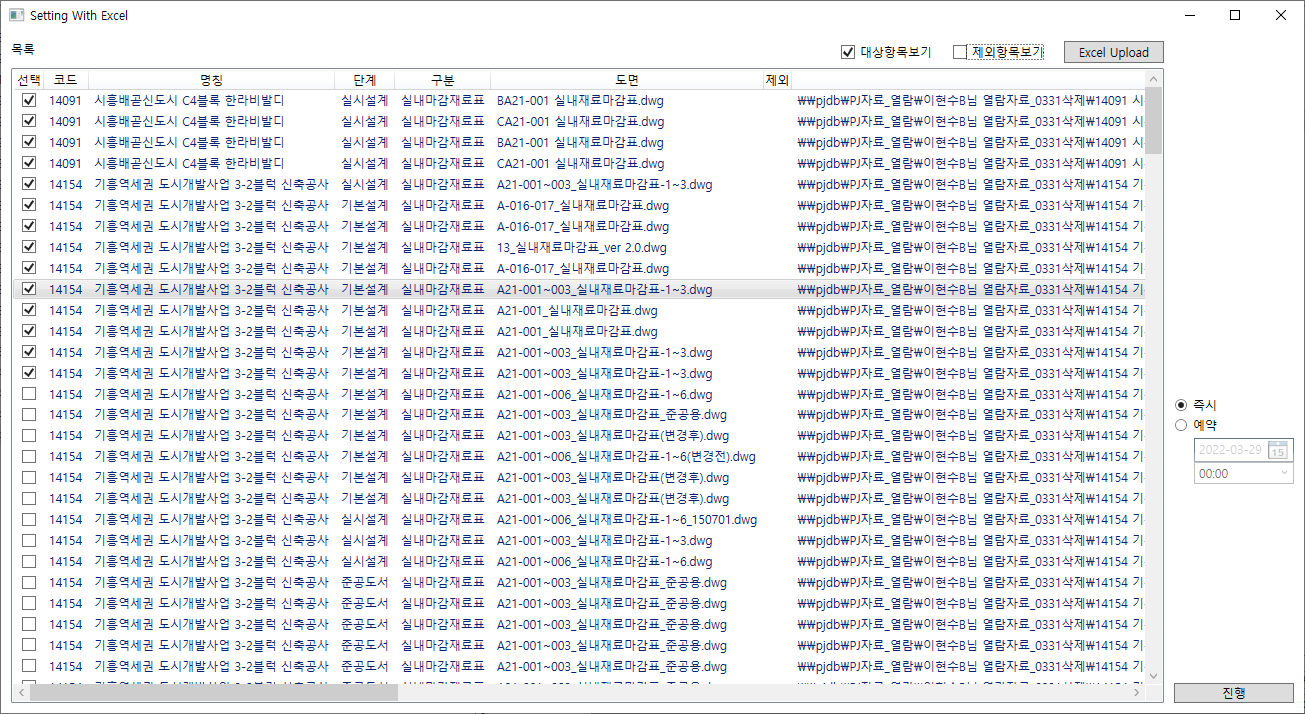 Setting With Excel
목록
대상항목보기 제외항목보기 Excel Upload
선택 코드 명칭 단계 구분 도면 제외
14091 시흥배곧신도시 C4블록 한라비발디 실시설계 실내마감재료표 BA21-001 실내재료마감표.dwg ₩₩pjdb₩PJ자료_열람₩이현수B님 열람자료_0331삭제₩14091 시
14091 시흥배곧신도시 C4블록 한라비발디 실시설계 실내마감재료표 CA21-001 실내재료마감표.dwg ₩₩pjdb₩PJ자료_열람₩이현수B님 열람자료_0331삭제₩14091 시
14091 시흥배곧신도시 C4블록 한라비발디 실시설계 실내마감재료표 BA21-001 실내재료마감표.dwg ₩₩pjdb₩PJ자료_열람₩이현수B님 열람자료_0331삭제₩14091 시
14091 시흥배곧신도시 C4블록 한라비발디 실시설계 실내마감재료표 CA21-001 실내재료마감표.dwg ₩₩pjdb₩PJ자료_열람₩이현수B님 열람자료_0331삭제₩14091 시
14154 기흥역세권 도시개발사업 3-2블럭 신축공사 실시설계 실내마감재료표 A21-001~003_실내재료마감표-1~3.dwg ₩₩pjdb₩PJ자료_열람₩이현수B님 열람자료_0331삭제₩14154 기
14154 기흥역세권 도시개발사업 3-2블럭 신축공사 기본설계 실내마감재료표 A-016-017_실내재료마감표.dwg ₩₩pjdb₩PJ자료_열람₩이현수B님 열람자료_0331삭제₩14154 기
14154 기흥역세권 도시개발사업 3-2블럭 신축공사 기본설계 실내마감재료표 A-016-017_실내재료마감표.dwg ₩₩pjdb₩PJ자료_열람₩이현수B님 열람자료_0331삭제₩14154 기
14154 기흥역세권 도시개발사업 3-2블럭 신축공사 기본설계 실내마감재료표 13_실내재료마감표_ver 2.0.dwg ₩₩pjdb₩PJ자료_열람₩이현수B님 열람자료_0331삭제₩14154 기
14154 기흥역세권 도시개발사업 3-2블럭 신축공사 기본설계 실내마감재료표 A-016-017_실내재료마감표.dwg ₩₩pjdb₩PJ자료_열람₩이현수B님 열람자료_0331삭제₩14154 기
14154 기흥역세권 도시개발사업 3-2블럭 신축공사 기본설계 실내마감재료표 A21-001~003_실내재료마감표-1~3.dwg ₩₩pjdb₩PJ자료_열람₩이현수B님 열람자료_0331삭제₩14154 기
14154 기흥역세권 도시개발사업 3-2블럭 신축공사 기본설계 실내마감재료표 A21-001_실내재료마감표.dwg ₩₩pjdb₩PJ자료_열람₩이현수B님 열람자료_0331삭제₩14154 기
14154 기흥역세권 도시개발사업 3-2블럭 신축공사 기본설계 실내마감재료표 A21-001_실내재료마감표.dwg ₩₩pjdb₩PJ자료_열람₩이현수B님 열람자료_0331삭제₩14154 기
14154 기흥역세권 도시개발사업 3-2블럭 신축공사 기본설계 실내마감재료표 A21-001~003_실내재료마감표-1~3.dwg ₩₩pjdb₩PJ자료_열람₩이현수B님 열람자료_0331삭제₩14154 기
14154 기흥역세권 도시개발사업 3-2블럭 신축공사 기본설계 실내마감재료표 A21-001~003_실내재료마감표-1~3.dwg ₩₩pjdb₩PJ자료_열람₩이현수B님 열람자료_0331삭제₩14154 기
14154 기흥역세권 도시개발사업 3-2블럭 신축공사 기본설계 실내마감재료표 A21-001~006_실내재료마감표-1~6.dwg ₩₩pjdb₩PJ자료_열람₩이현수B님 열람자료_0331삭제₩14154 기
14154 기흥역세권 도시개발사업 3-2블럭 신축공사 기본설계 실내마감재료표 A21-001~003_실내재료마감표_준공용.dwg ₩₩pjdb₩PJ자료_열람₩이현수B님 열람자료_0331삭제₩14154 기
즉시
예약
14154 기흥역세권 도시개발사업 3-2블럭 신축공사 기본설계 실내마감재료표 A21-001~003_실내재료마감표(변경후).dwg ₩₩pjdb₩PJ자료_열람₩이현수B님 열람자료_0331삭제₩14154 기
2022-03-29 15
14154 기흥역세권 도시개발사업 3-2블럭 신축공사 기본설계 실내마감재료표 A21-001~006_실내재료마감표-1~6(변경전).dwg ₩₩pjdb₩PJ자료_열람₩이현수B님 열람자료_0331삭제₩14154 기
00:00
14154 기흥역세권 도시개발사업 3-2블럭 신축공사 기본설계 실내마감재료표 A21-001~003_실내재료마감표(변경후).dwg ₩₩pjdb₩PJ자료_열람₩이현수B님 열람자료_0331삭제₩14154 기
14154 기흥역세권 도시개발사업 3-2블럭 신축공사 기본설계 실내마감재료표 A21-001~003_실내재료마감표(변경후).dwg ₩₩pjdb₩PJ자료_열람₩이현수B님 열람자료_0331삭제₩14154 기
14154 기흥역세권 도시개발사업 3-2블럭 신축공사 실시설계 실내마감재료표 A21-001~006_실내재료마감표-1~6_150701.dwg ₩₩pjdb₩PJ자료_열람₩이현수B님 열람자료_0331삭제₩14154 기
14154 기흥역세권 도시개발사업 3-2블럭 신축공사 실시설계 실내마감재료표 A21-001~003_실내재료마감표-1~3.dwg ₩₩pjdb₩PJ자료_열람₩이현수B님 열람자료_0331삭제₩14154 기
14154 기흥역세권 도시개발사업 3-2블럭 신축공사 실시설계 실내마감재료표 A21-001~006_실내재료마감표-1~6.dwg ₩₩pjdb₩PJ자료_열람₩이현수B님 열람자료_0331삭제₩14154 기
14154 기흥역세권 도시개발사업 3-2블럭 신축공사 준공도서 실내마감재료표 A21-001~003_실내재료마감표_준공용.dwg ₩₩pjdb₩PJ자료_열람₩이현수B님 열람자료_0331삭제₩14154 기
14154 기흥역세권 도시개발사업 3-2블럭 신축공사 준공도서 실내마감재료표 A21-001~003_실내재료마감표_준공용.dwg ₩₩pjdb₩PJ자료_열람₩이현수B님 열람자료_0331삭제₩14154 기
14154 기흥역세권 도시개발사업 3-2블럭 신축공사 준공도서 실내마감재료표 A21-001~003_실내재료마감표_준공용.dwg ₩₩pjdb₩PJ자료_열람₩이현수B님 열람자료_0331삭제₩14154 기
14154 기흥역세권 도시개발사업 3-2블럭 신축공사 준공도서 실내마감재료표 A21-001~003_실내재료마감표_준공용.dwg ₩₩pjdb₩PJ자료_열람₩이현수B님 열람자료_0331삭제₩14154 기
14154 기흥역세권 도시개발사업 3-2블럭 신축공사 준공도서 실내마감재료표 A21-001~003_실내재료마감표_준공용.dwg ₩₩pjdb₩PJ자료_열람₩이현수B님 열람자료_0331삭제₩14154 기
진행